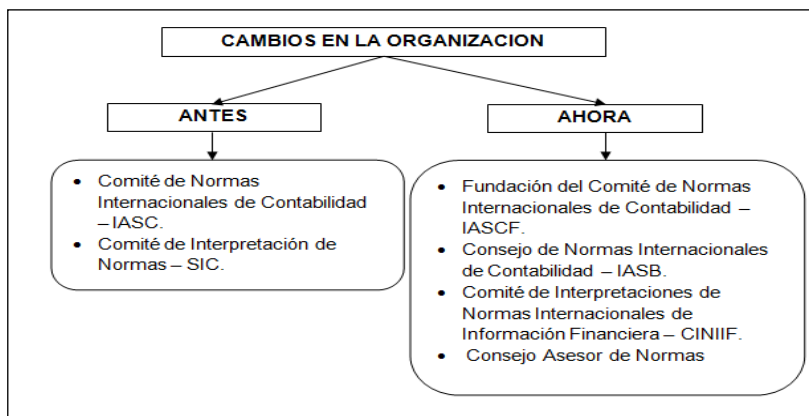 CAMBIOS EN LA ORGANIZACION
ANTES
• Comité de Normas
Internacionales de Contabilidad
– IASC.
• Comité de Interpretación de
Normas – SIC.
AHORA
• Fundación del Comité de Normas
Internacionales de Contabilidad –
IASCF.
• Consejo de Normas Internacionales
de Contabilidad – IASB.
• Comité de Interpretaciones de
Normas Internacionales de
Información Financiera – CINIIF.
• Consejo Asesor de Normas